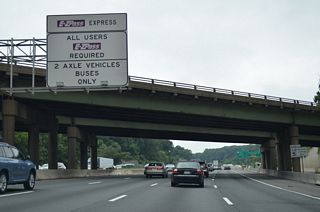 E-ZPass EXPRESS
ALL USERS
E-ZPass
REQUIRED
2 AXLE VEHICLES
BUSES
ONLY